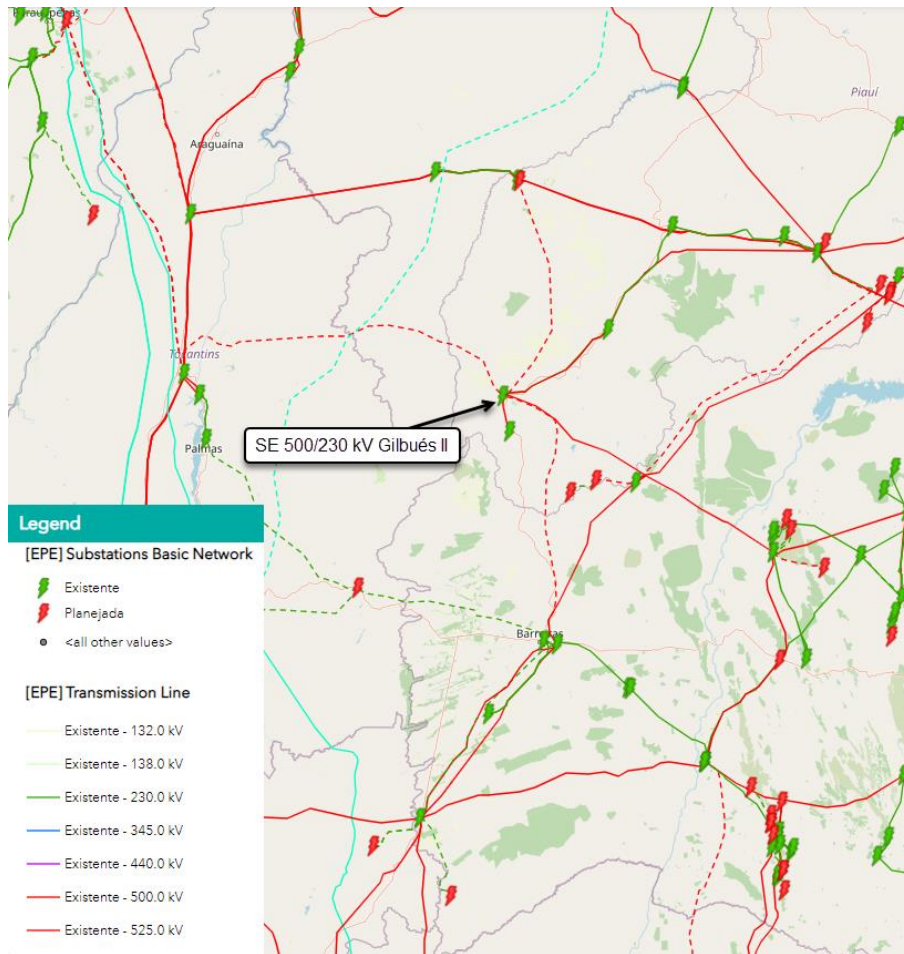 Parauapebas
Araguaína
Piauí
Tocantins
SE 500/230 kV Gilbués II
Palmas
Barreiras
Legend
[EPE] Substations Basic Network
Existente
Planejada
<all other values>
[EPE] Transmission Line
Existente - 132.0 kV
Existente - 138.0 kV
Existente - 230.0 kV
Existente - 345.0 kV
Existente - 440.0 kV
Existente - 500.0 kV
Existente - 525.0 kV